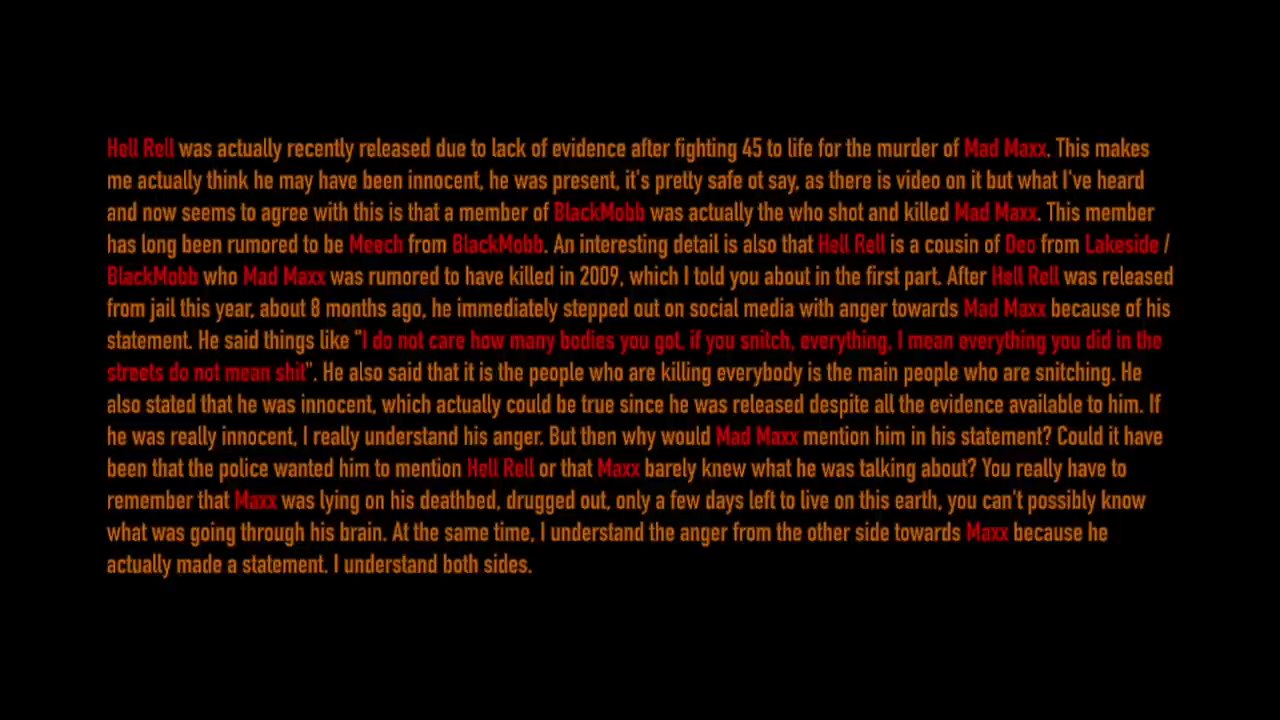 Hell Rell was actually recently released due to lack of evidence after fighting 45 to life for the murder of Mad Maxx. This makes
me actually think he may have been innocent, he was present, it's pretty safe ot say, as there is video on it but what I've heard
and now seems to agree with this is that a member of BlackMobb was actually the who shot and killed Mad Maxx. This member
has long been rumored to be Meech from BlackMobb. An interesting detail is also that Hell Rell is a cousin of Deo from Lakeside /
BlackMobb who Mad Maxx was rumored to have killed in 2009, which I told you about in the first part. After Hell Rell was released
from jail this year, about 8 months ago, he immediately stepped out on social media with anger towards Mad Maxx because of his
statement. He said things like "I do not care how many bodies you got, if you snitch, everything, I mean everything you did in the
streets do not mean shit". He also said that it is the people who are killing everybody is the main people who are snitching. He
also stated that he was innocent, which actually could be true since he was released despite all the evidence available to him. If
he was really innocent, I really understand his anger. But then why would Mad Maxx mention him in his statement? Could it have
been that the police wanted him to mention Hell Rell or that Maxx barely knew what he was talking about? You really have to
remember that Maxx was lying on his deathbed, drugged out, only a few days left to live on this earth, you can't possibly know
what was going through his brain. At the same time, I understand the anger from the other side towards Maxx because he
actually made a statement. I understand both sides.